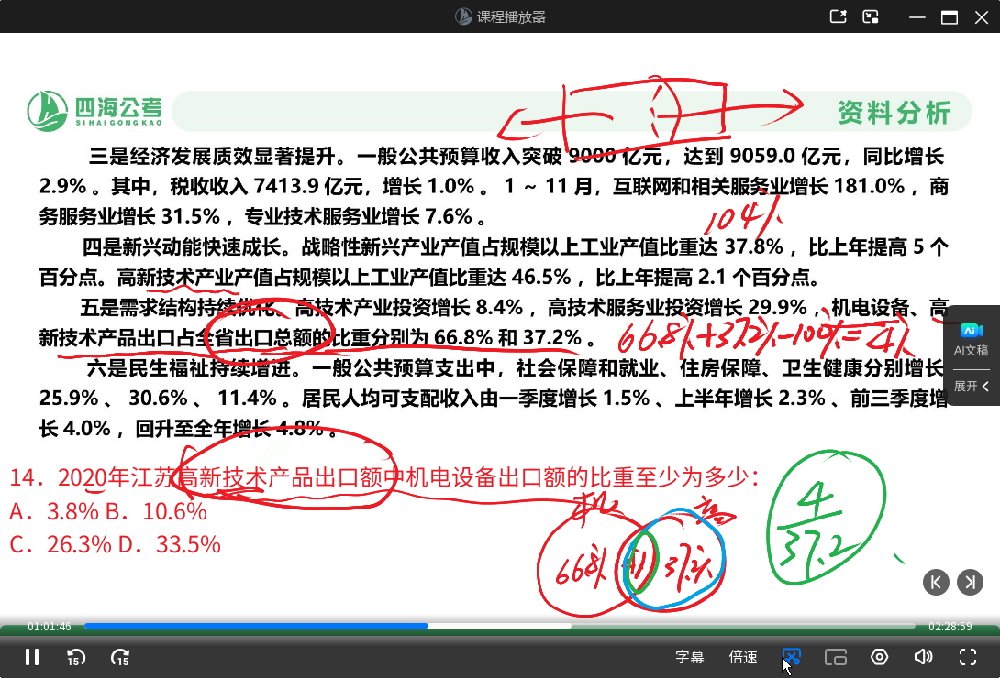 课程播放器
四海公考
SIHAIGONGKAO
资料分析
三是经济发展质效显著提升。一般公共预算收入突破 9000 亿元，达到 9059.0 亿元，同比增长
2.9% 。其中，税收收入 7413.9 亿元，增长 1.0% 。 1 ～ 11 月，互联网和相关服务业增长 181.0% ，商
务服务业增长 31.5% ，专业技术服务业增长 7.6% 。
104%
四是新兴动能快速成长。战略性新兴产业产值占规模以上工业产值比重达 37.8% ，比上年提高 5 个
百分点。高新技术产业产值占规模以上工业产值比重达 46.5% ，比上年提高 2.1 个百分点。
五是需求结构持续优化。高技术产业投资增长 8.4% ，高技术服务业投资增长 29.9% ，机电设备、高
新技术产品出口占全省出口总额的比重分别为 66.8% 和 37.2% 。
66.8%+37.2%-100%=4%
AI
AI文稿
展开
六是民生福祉持续增进。一般公共预算支出中，社会保障和就业、住房保障、卫生健康分别增长
25.9% 、 30.6% 、 11.4% 。居民人均可支配收入由一季度增长 1.5% 、上半年增长 2.3% 、前三季度增
长 4.0% ，回升至全年增长 4.8% 。
14．2020年江苏高新技术产品出口额中机电设备出口额的比重至少为多少：
A．3.8% B．10.6%
C．26.3% D．33.5%
机 高
66.8% 4% 37.2%
4
37.2
01:01:46 02:28:59
15 15 字幕 倍速